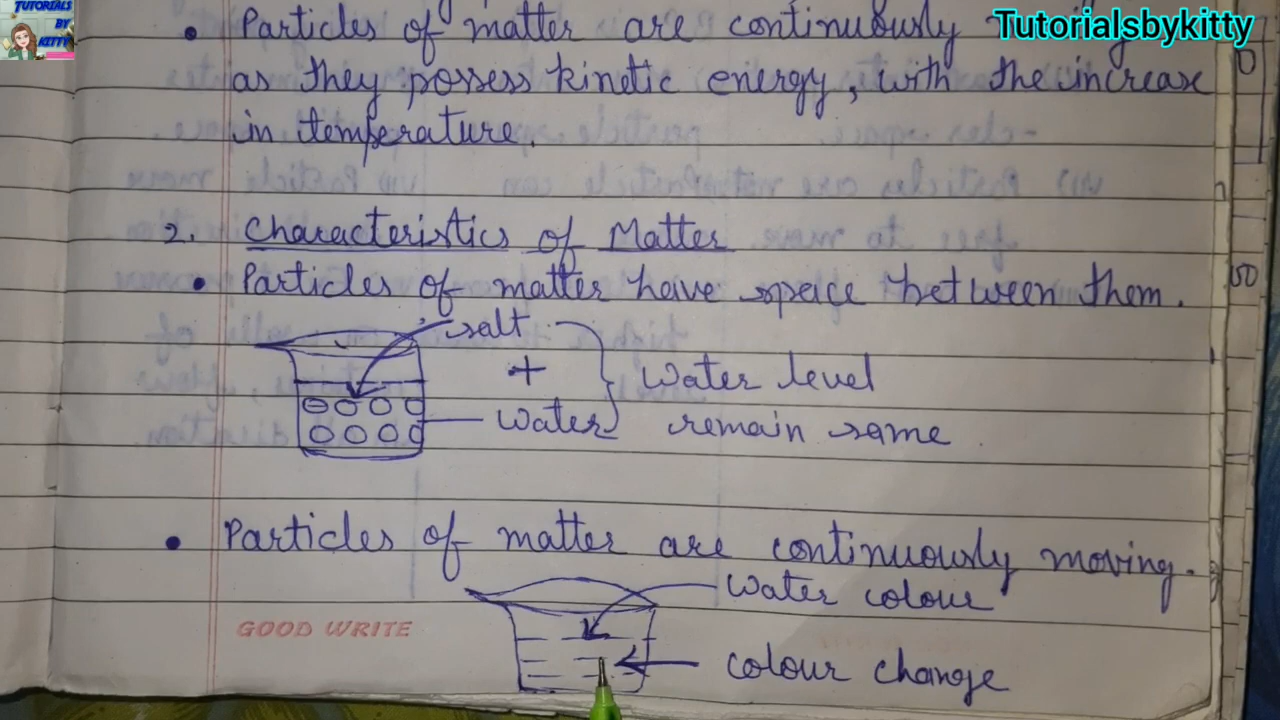 TUTORIALS
BY
KITTY
Tutorialsbykitty
• Particles of matter are continuously
as they possess kinetic energy, with the increase
in temperature.
2. Characteristics of Matter
• Particles of matter have space between them.
salt
+
water
Water level
remain same
• Particles of matter are continuously moving.
Water colour
colour change
GOOD WRITE